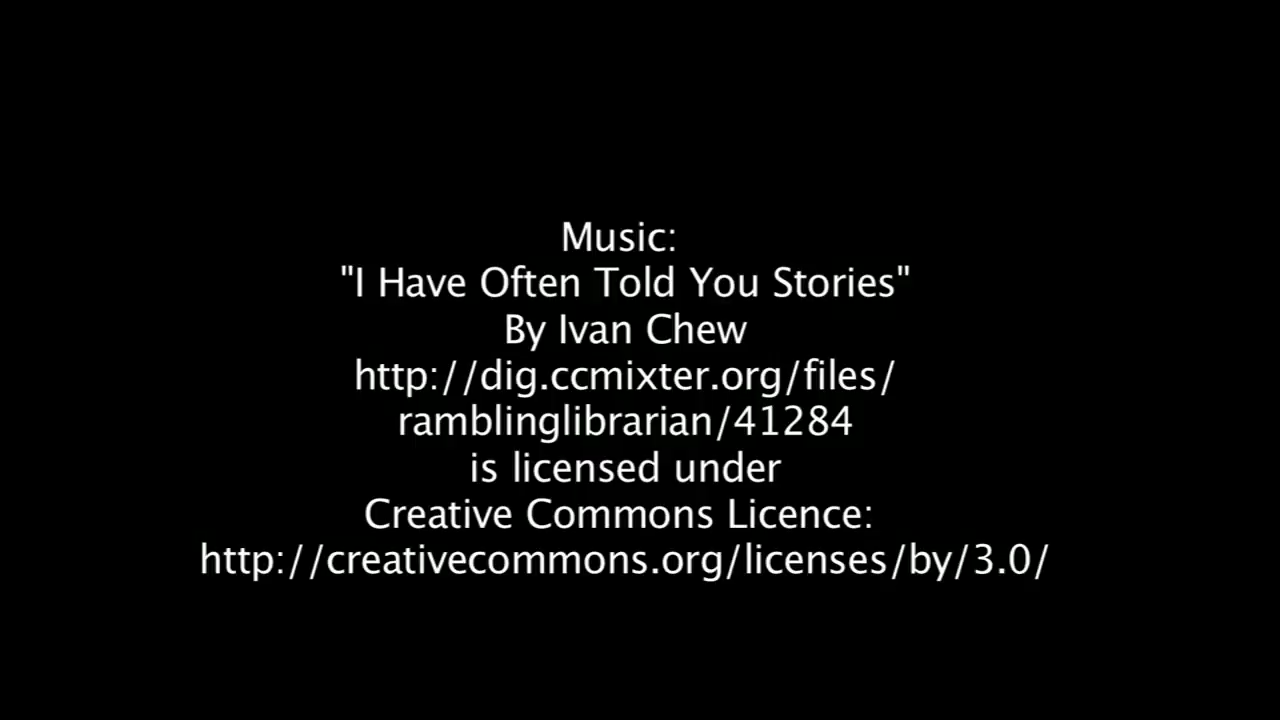 Music:
"I Have Often Told You Stories"
By Ivan Chew
http://dig.ccmixter.org/files/
ramblinglibrarian/41284
is licensed under
Creative Commons Licence:
http://creativecommons.org/licenses/by/3.0/